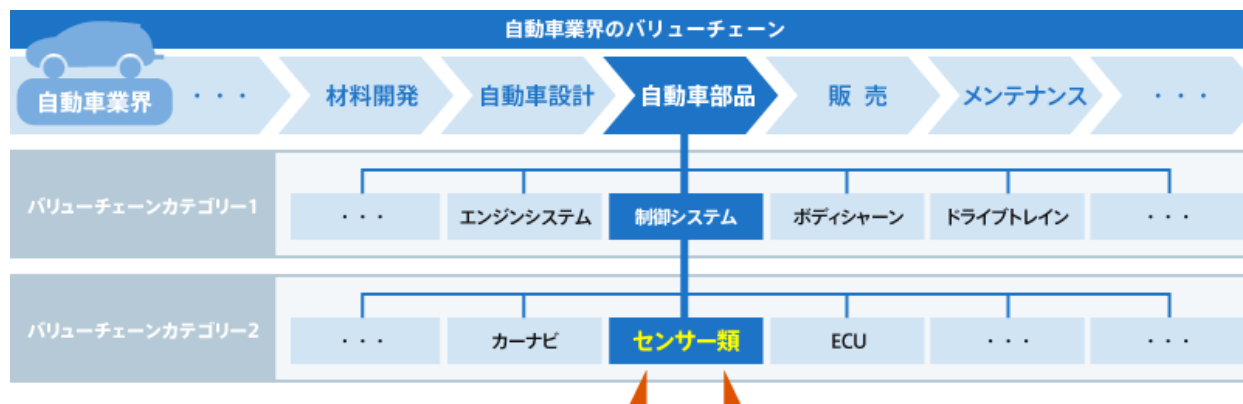 自動車業界のバリューチェーン
自動車業界
・・・
材料開発
自動車設計
自動車部品
販売
メンテナンス
・・・
バリューチェーンカテゴリー1
・・・
エンジンシステム
制御システム
ボディシャーン
ドライブトレイン
・・・
バリューチェーンカテゴリー2
・・・
カーナビ
センサー類
ECU
・・・
・・・